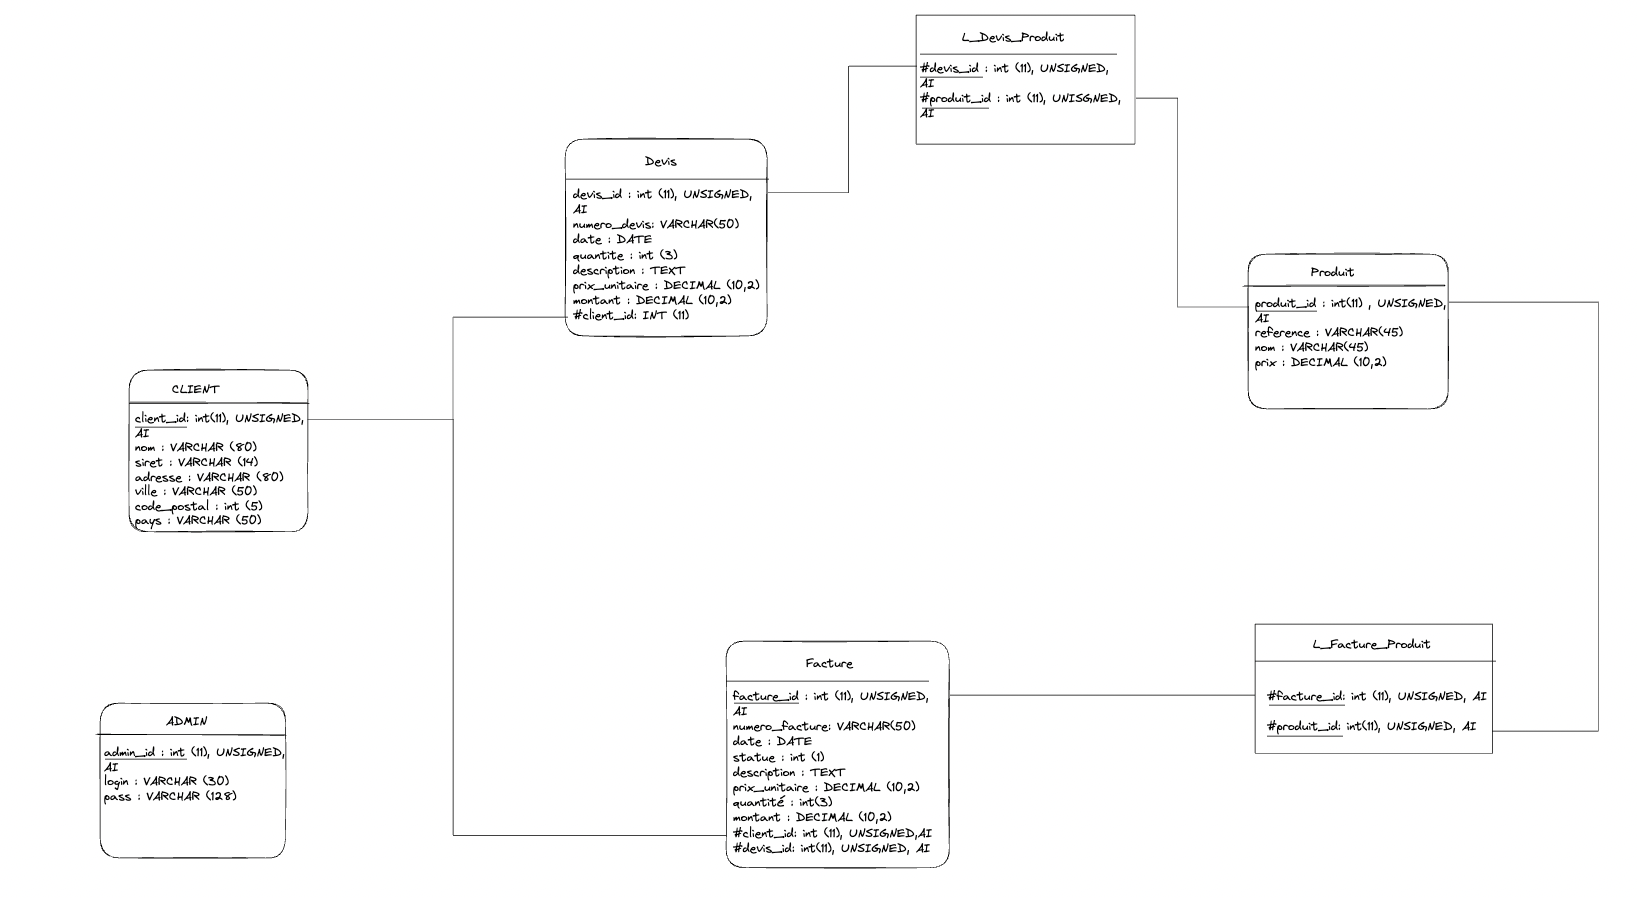 L_Devis_Produit
#devis_id : int (11), UNSIGNED,
AI
#produit_id : int (11), UNISGNED,
AI
Devis
devis_id : int (11), UNSIGNED,
AI
numero_devis: VARCHAR(50)
date : DATE
quantite : int (3)
description : TEXT
prix_unitaire : DECIMAL (10,2)
montant : DECIMAL (10,2)
#client_id: INT (11)
Produit
produit_id : int(11) , UNSIGNED,
AI
reference : VARCHAR(45)
nom : VARCHAR(45)
prix : DECIMAL (10,2)
CLIENT
client_id: int(11), UNSIGNED,
AI
nom : VARCHAR (80)
siret : VARCHAR (14)
adresse : VARCHAR (80)
ville : VARCHAR (50)
code_postal : int (5)
pays : VARCHAR (50)
Facture
facture_id : int (11), UNSIGNED,
AI
numero_facture: VARCHAR(50)
date : DATE
statue : int (1)
description : TEXT
prix_unitaire : DECIMAL (10,2)
quantité : int(3)
montant : DECIMAL (10,2)
#client_id: int (11), UNSIGNED,AI
#devis_id: int(11), UNSIGNED, AI
L_Facture_Produit
#facture_id: int (11), UNSIGNED, AI
#produit_id: int(11), UNSIGNED, AI
ADMIN
admin_id : int (11), UNSIGNED,
AI
login : VARCHAR (30)
pass : VARCHAR (128)